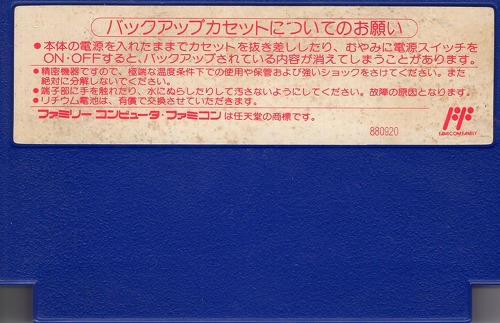 バックアップカセットについてのお願い
●本体の電源を入れたままでカセットを抜き差ししたり、むやみに電源スイッチを
ON・OFFすると、バックアップされている内容が消えてしまうことがあります。
●精密機器ですので、極端な温度条件下での使用や保管および強いショックをさけてください。また
絶対に分解しないでください。
●端子部に手を触れたり、水にぬらしたりして汚さないようにしてください。故障の原因となります。
●リチウム電池は、有償で交換させていただきます。
ファミリー コンピュータ・ファミコンは任天堂の商標です。
880920
FAMICOM FAMILY